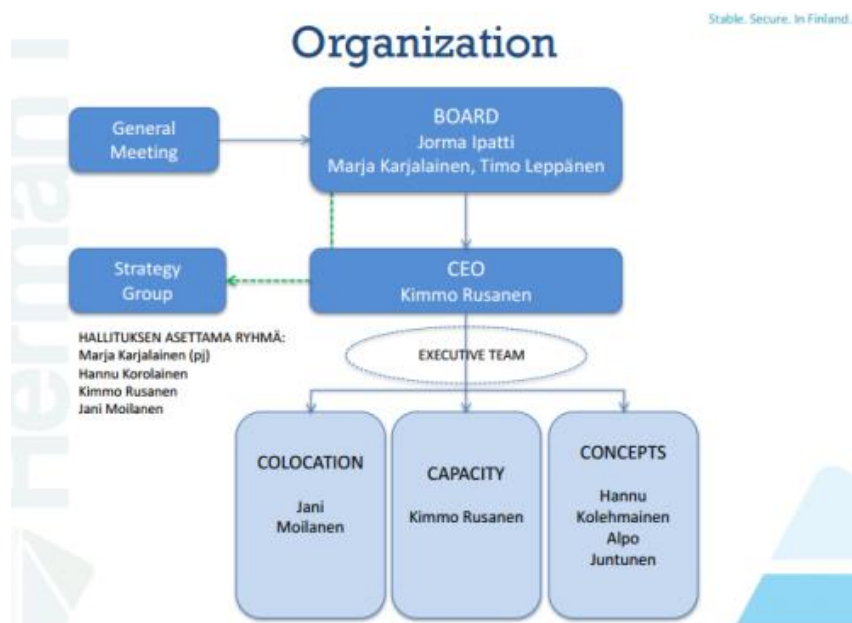 Stable. Secure. In Finland.
Organization
General
Meeting
BOARD
Jorma Ipatti
Marja Karjalainen, Timo Leppänen
Strategy
Group
CEO
Kimmo Rusanen
HALLITUKSEN ASETTAMA RYHMÄ:
Marja Karjalainen (pj)
Hannu Korolainen
Kimmo Rusanen
Jani Moilanen
EXECUTIVE TEAM
COLOCATION
Jani
Moilanen
CAPACITY
Kimmo Rusanen
CONCEPTS
Hannu
Kolehmainen
Alpo
Juntunen
Herman